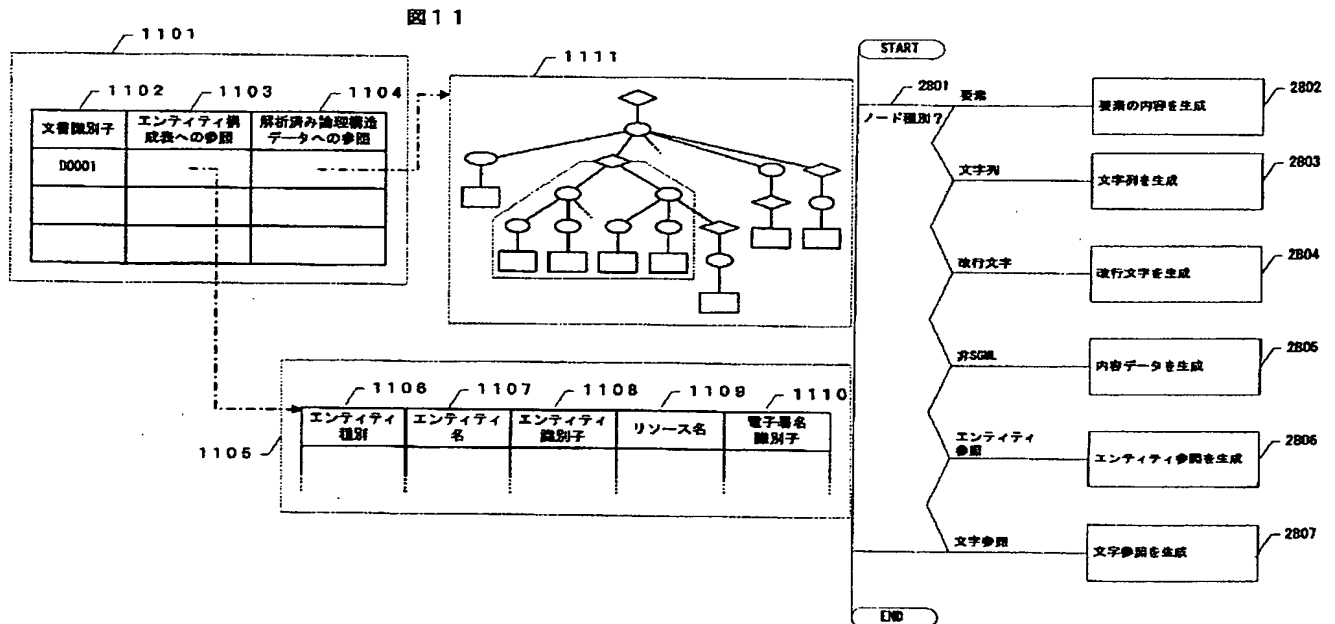 図11
1101
1102
1103
1104
文書識別子
エンティティ構
成表への参照
解析済み論理構造
データへの参照
D0001
1111
1105
1106
1107
1108
1109
1110
エンティティ
種別
エンティティ
名
エンティティ
識別子
リソース名
電子署名
識別子
START
2801
ノード種別?
要素
要素の内容を生成
2802
文字列
文字列を生成
2803
改行文字
改行文字を生成
2804
非SGML
内容データを生成
2805
エンティティ
参照
エンティティ参照を生成
2806
文字参照
文字参照を生成
2807
END